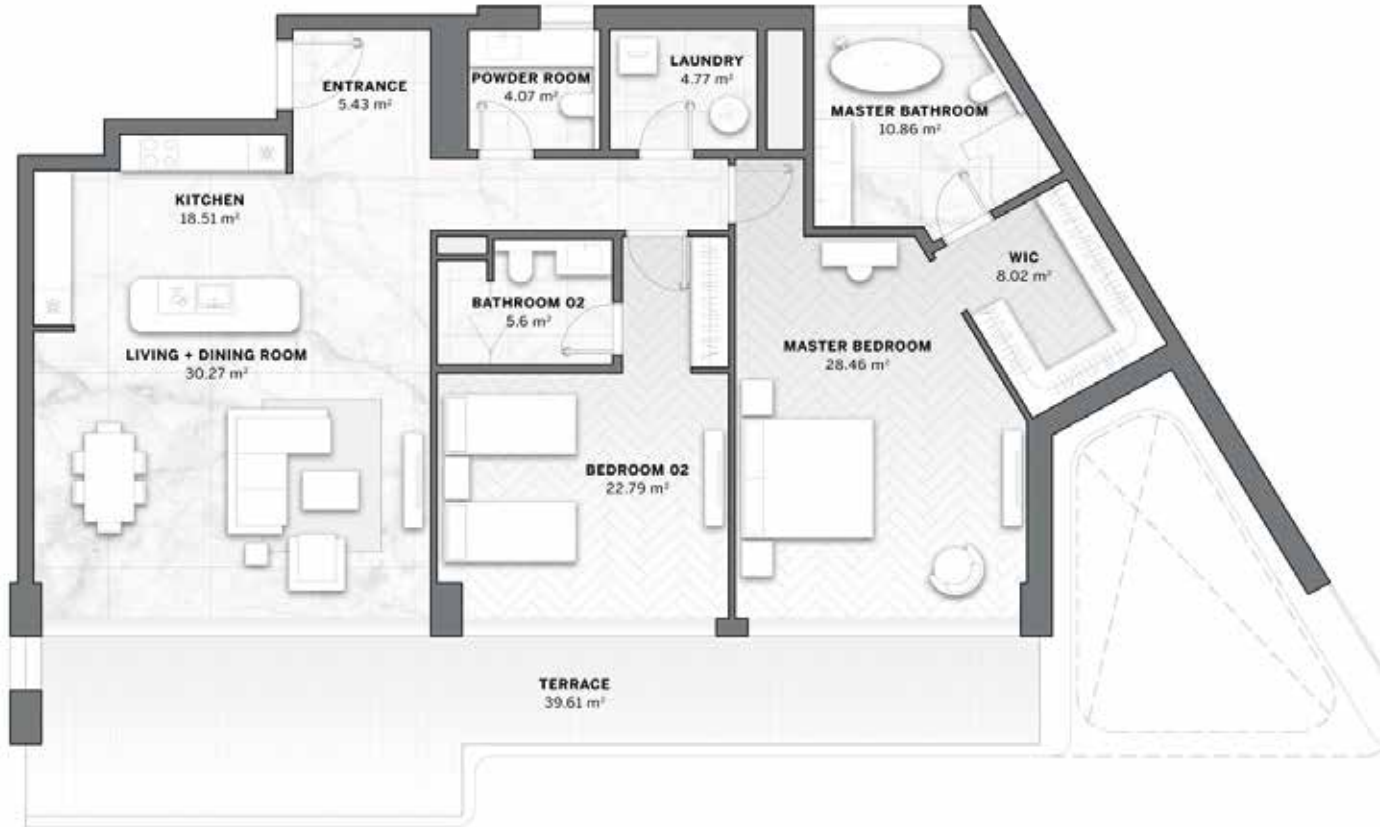 ENTRANCE
5.43 m²
POWDER ROOM
4.07 m²
LAUNDRY
4.77 m²
MASTER BATHROOM
10.86 m²
KITCHEN
18.51 m²
WIC
8.02 m²
BATHROOM 02
5.6 m²
LIVING + DINING ROOM
30.27 m²
MASTER BEDROOM
28.46 m²
BEDROOM 02
22.79 m²
TERRACE
39.61 m²